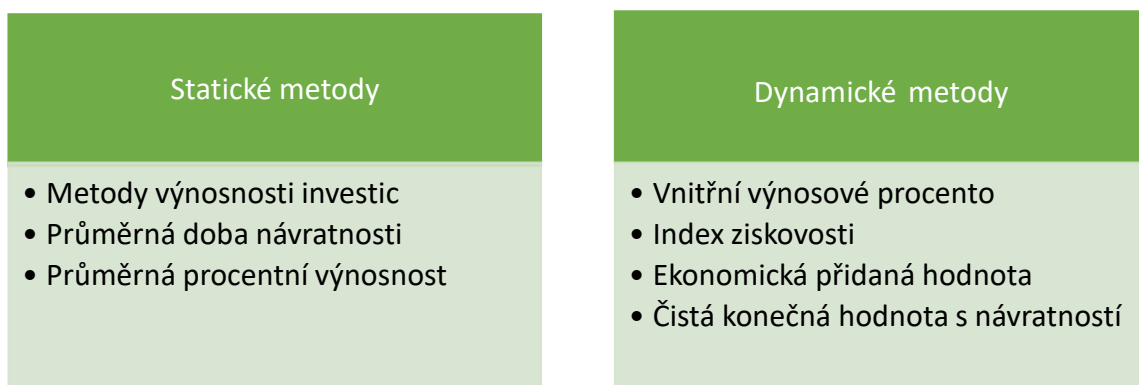 Statické metody
• Metody výnosnosti investic
• Průměrná doba návratnosti
• Průměrná procentní výnosnost
Dynamické metody
• Vnitřní výnosové procento
• Index ziskovosti
• Ekonomická přidaná hodnota
• Čistá konečná hodnota s návratností